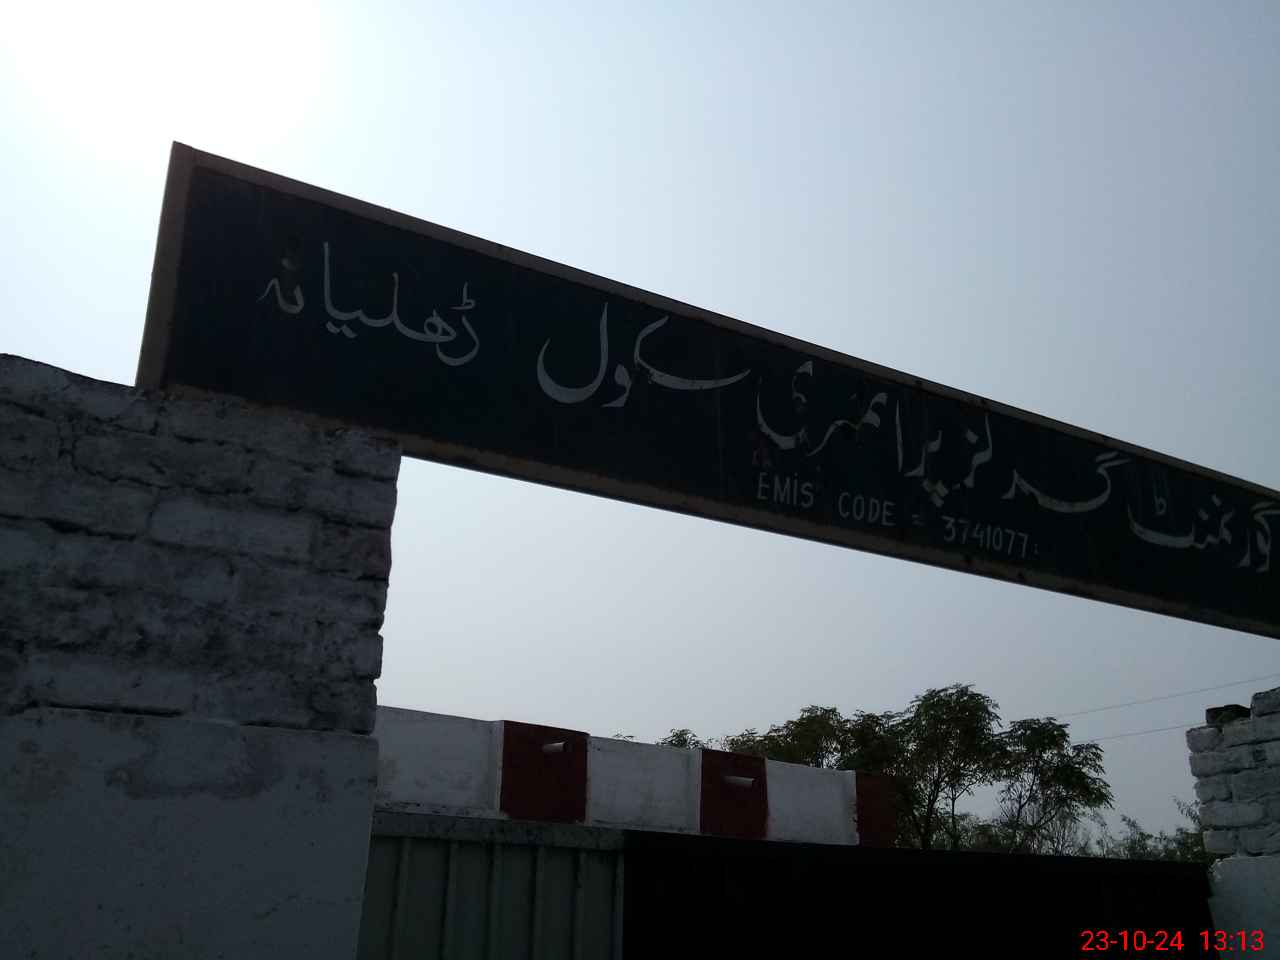 گورنمنٹ گرلز پرائمری سکول ڈھلیانہ
EMIS CODE = 3741077:
23-10-24 13:13